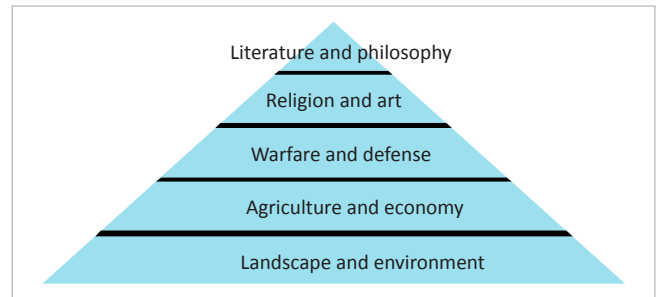 Literature and philosophy
Religion and art
Warfare and defense
Agriculture and economy
Landscape and environment